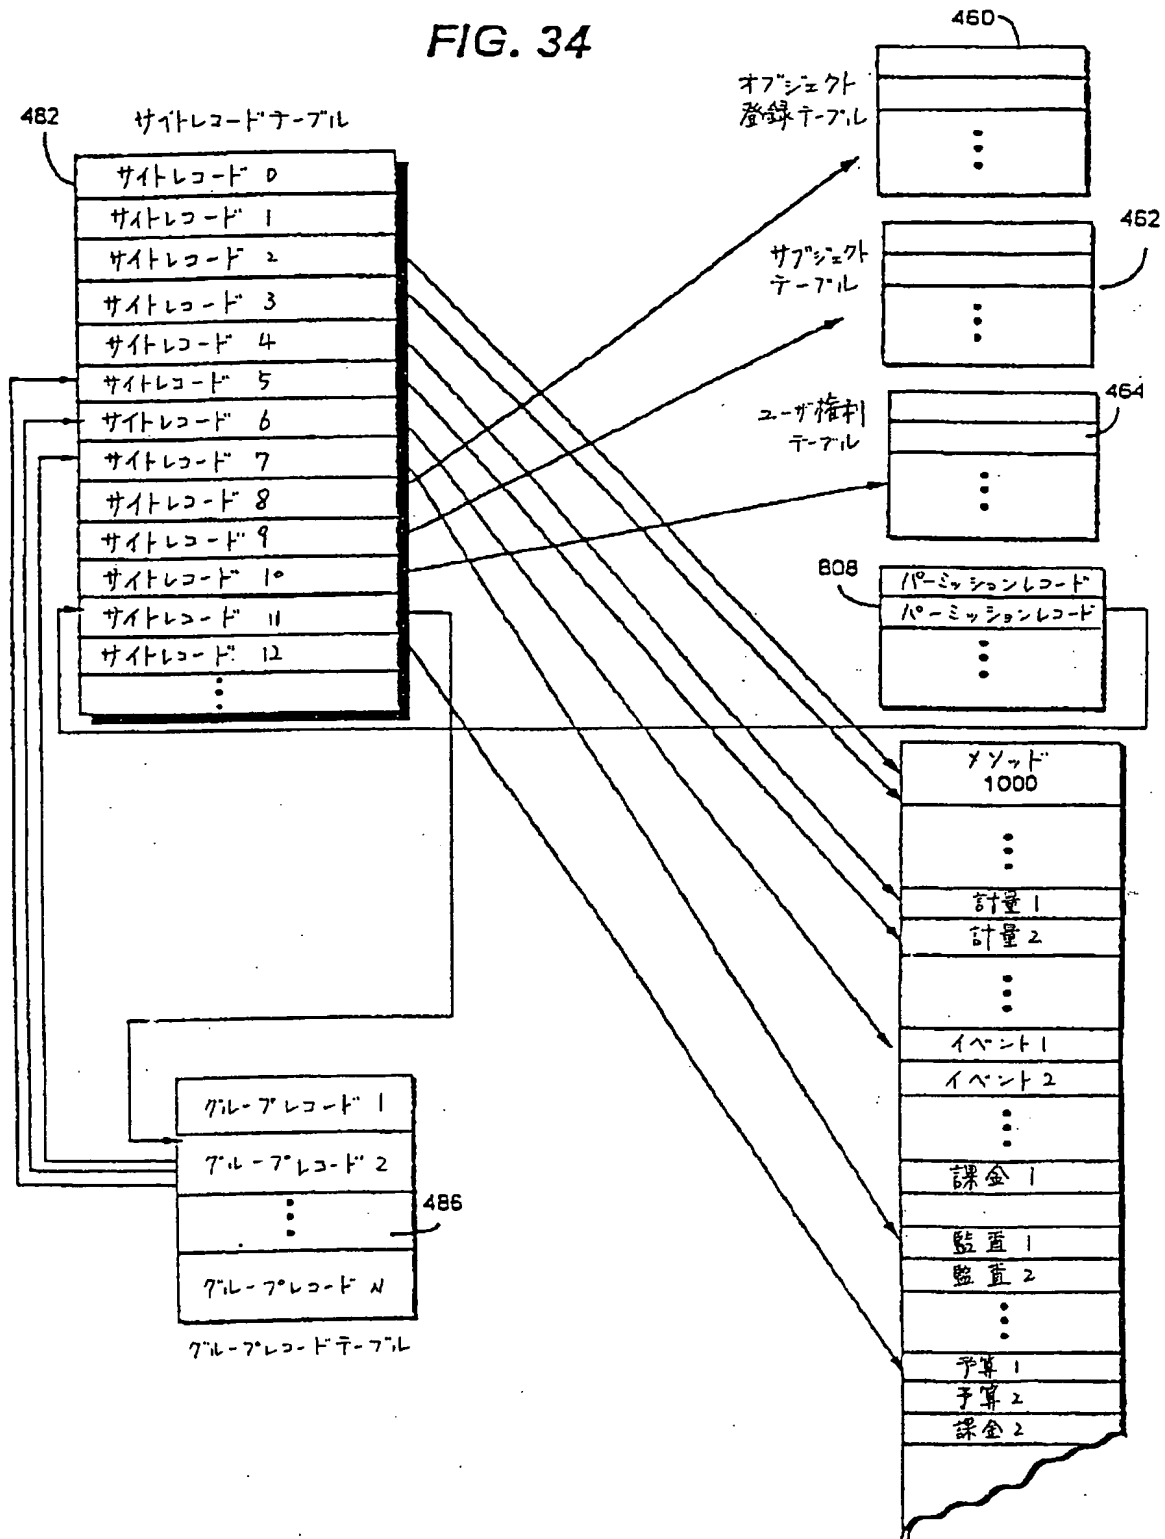 FIG. 34
482
サイトレコードテーブル
サイトレコード 0
サイトレコード 1
サイトレコード 2
サイトレコード 3
サイトレコード 4
サイトレコード 5
サイトレコード 6
サイトレコード 7
サイトレコード 8
サイトレコード 9
サイトレコード 10
サイトレコード 11
サイトレコード 12
460
オブジェクト
登録テーブル
462
サブジェクト
テーブル
464
ユーザ権利
テーブル
808
パーミッションレコード
パーミッションレコード
メソッド
1000
計量 1
計量 2
イベント 1
イベント 2
課金 1
監査 1
監査 2
予算 1
予算 2
課金 2
グループレコード 1
グループレコード 2
486
グループレコード N
グループレコードテーブル